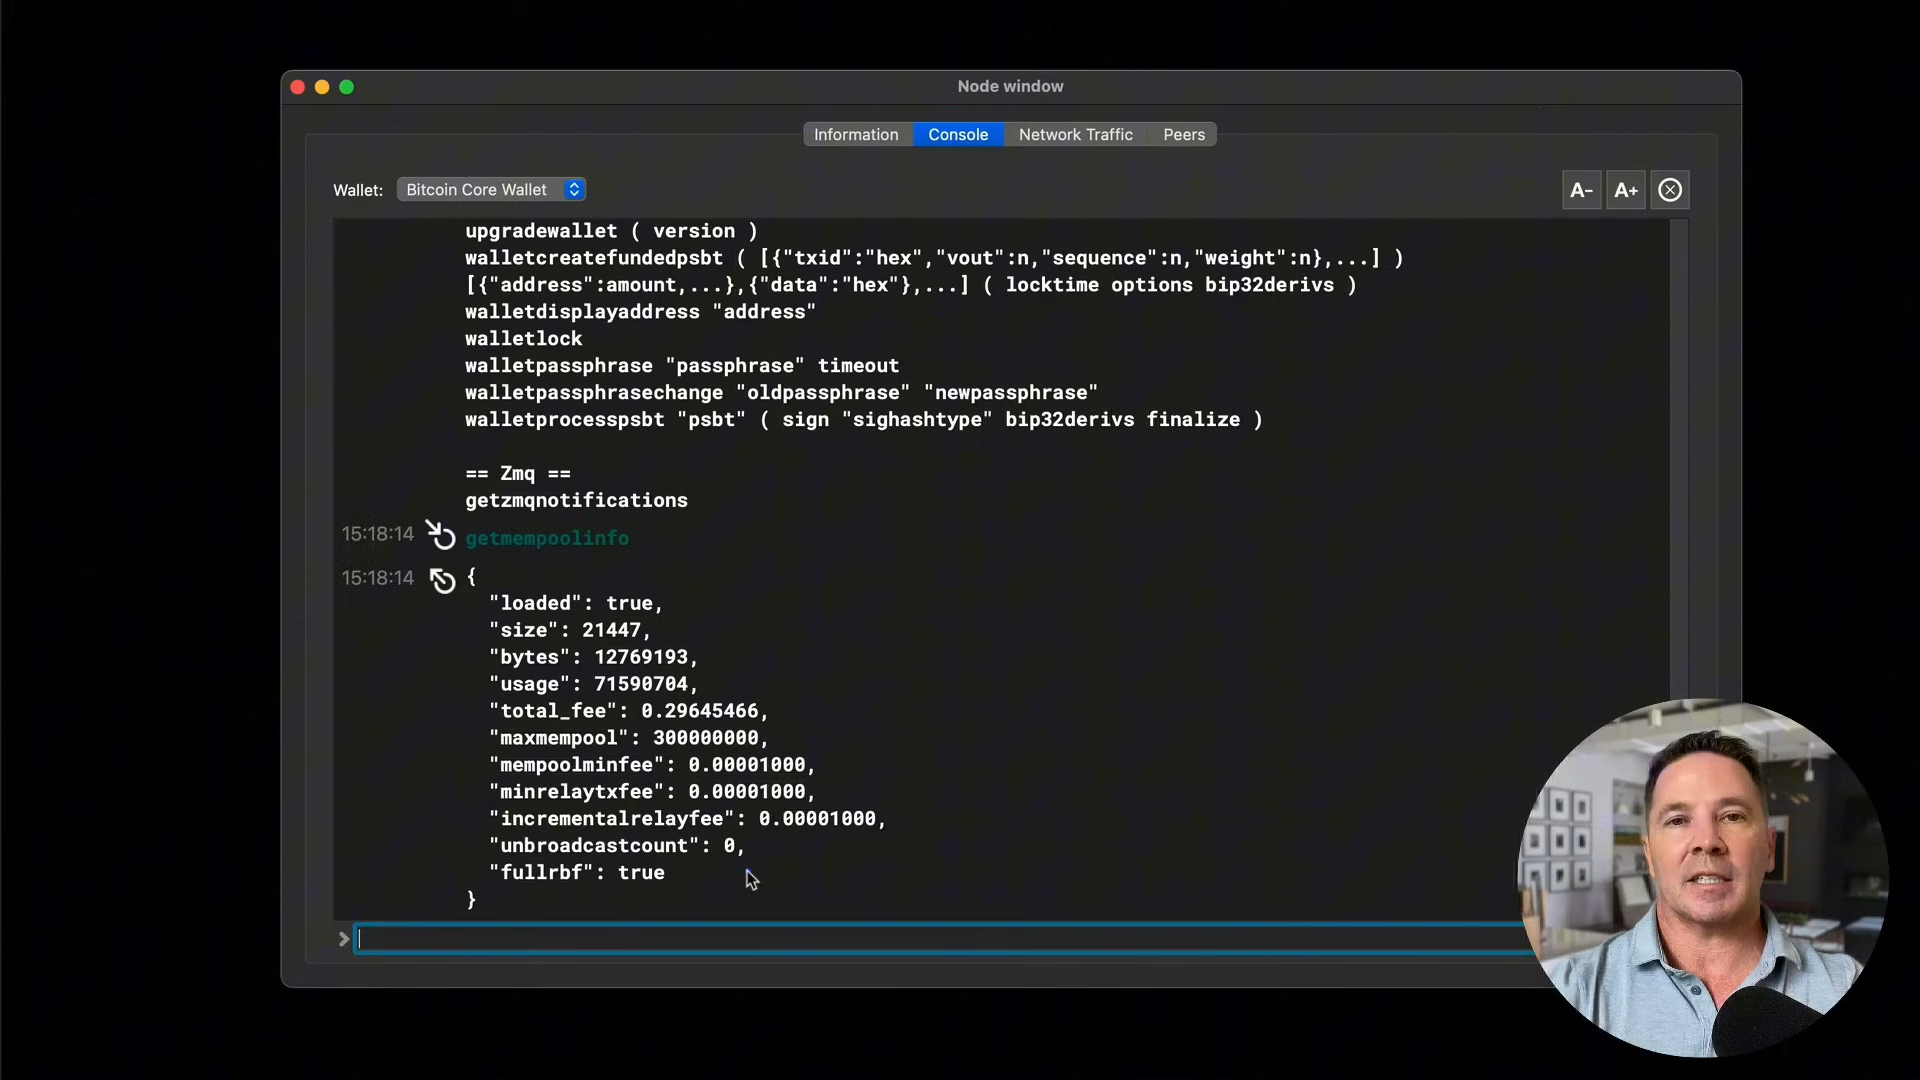 Node window
Information Console Network Traffic Peers
Wallet: Bitcoin Core Wallet A- A+
upgradewallet ( version )
walletcreatefundedpsbt ( [{"txid":"hex","vout":n,"sequence":n,"weight":n},...] )
[{"address":amount,...},{"data":"hex"},...] ( locktime options bip32derivs )
walletdisplayaddress "address"
walletlock
walletpassphrase "passphrase" timeout
walletpassphrasechange "oldpassphrase" "newpassphrase"
walletprocesspsbt "psbt" ( sign "sighashtype" bip32derivs finalize )
== Zmq ==
getzmqnotifications
15:18:14 getmempoolinfo
15:18:14 {
"loaded": true,
"size": 21447,
"bytes": 12769193,
"usage": 71590704,
"total_fee": 0.29645466,
"maxmempool": 300000000,
"mempoolminfee": 0.00001000,
"minrelaytxfee": 0.00001000,
"incrementalrelayfee": 0.00001000,
"unbroadcastcount": 0,
"fullrbf": true
}